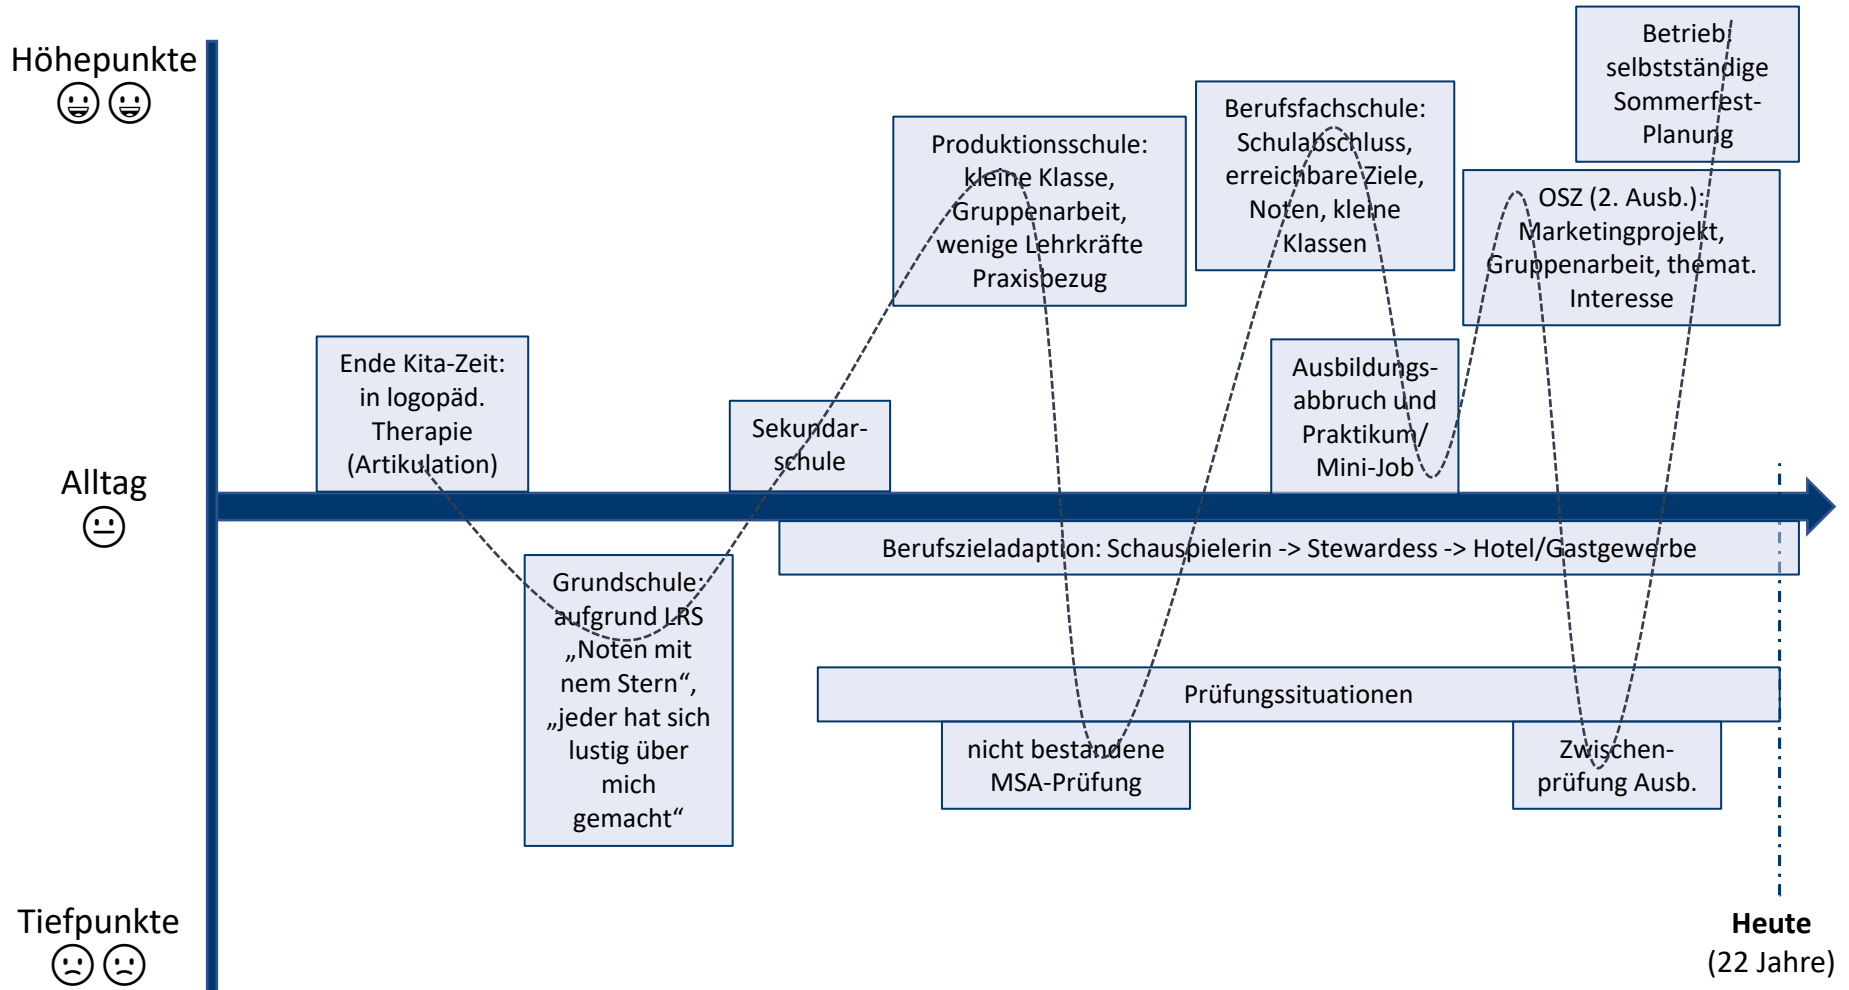 Höhepunkte
Alltag
Tiefpunkte
Ende Kita-Zeit:
in logopäd.
Therapie
(Artikulation)
Grundschule:
aufgrund LRS
„Noten mit
nem Stern“,
„jeder hat sich
lustig über
mich
gemacht“
Sekundar-
schule
Produktionsschule:
kleine Klasse,
Gruppenarbeit,
wenige Lehrkräfte
Praxisbezug
Berufsfachschule:
Schulabschluss,
erreichbare Ziele,
Noten, kleine
Klassen
Ausbildungs-
abbruch und
Praktikum/
Mini-Job
OSZ (2. Ausb.):
Marketingprojekt,
Gruppenarbeit, themat.
Interesse
Betrieb:
selbstständige
Sommerfest-
Planung
Berufszieladaption: Schauspielerin -> Stewardess -> Hotel/Gastgewerbe
Prüfungssituationen
nicht bestandene
MSA-Prüfung
Zwischen-
prüfung Ausb.
Heute
(22 Jahre)